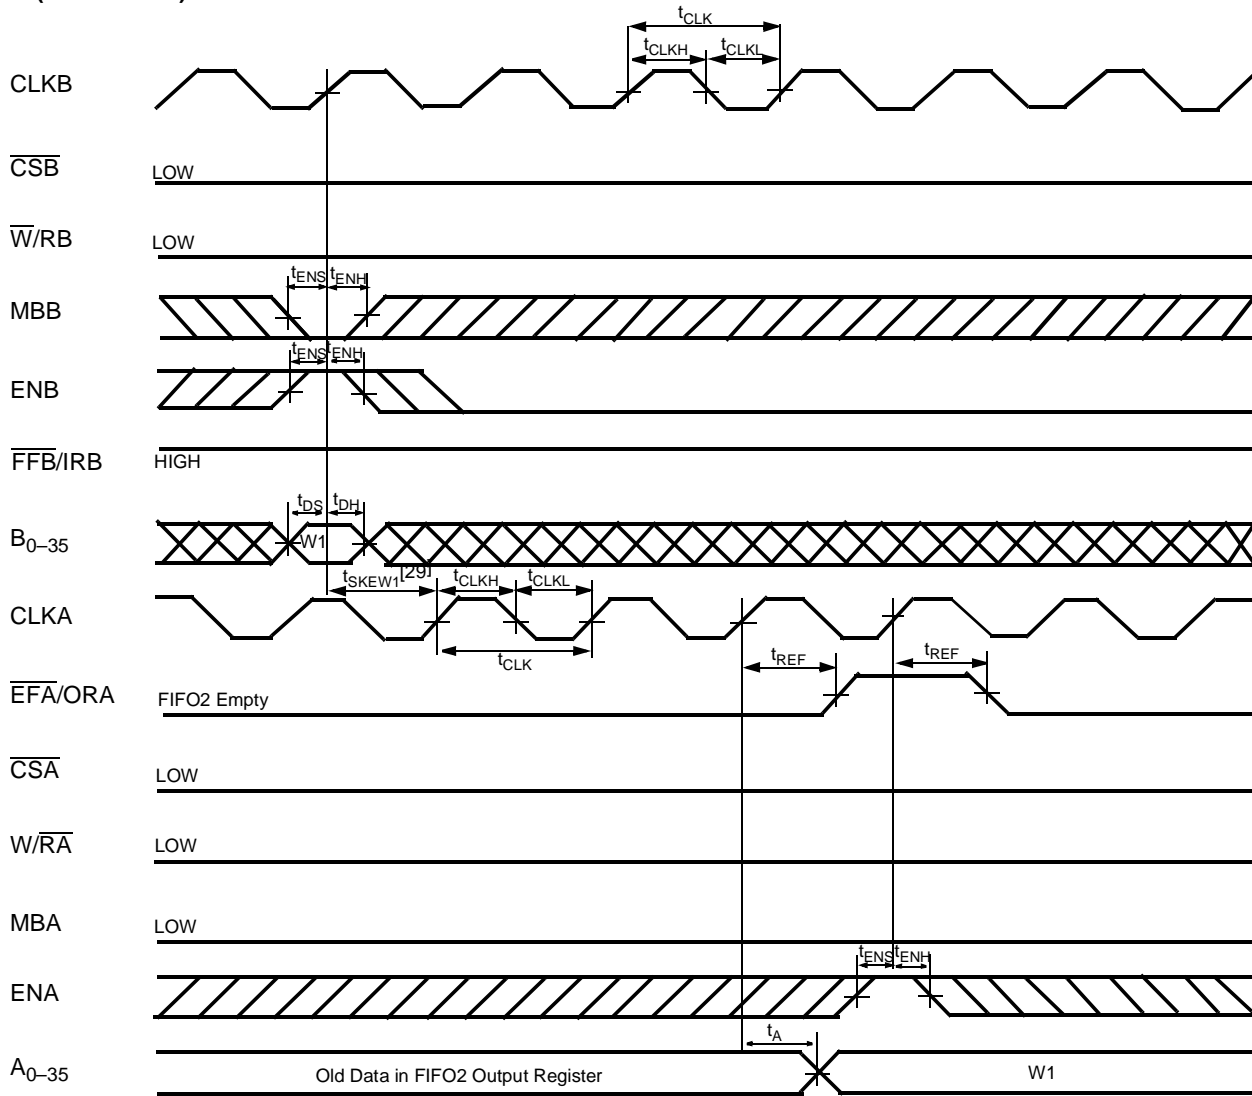 tCLK
tCLKH tCLKL
CLKB
CSB LOW
W/RB LOW
tENS tENH
MBB
tENS tENH
ENB
FFB/IRB HIGH
tDS tDH
B0–35 W1
tSKEW1[29] tCLKH tCLKL
CLKA
tCLK tREF tREF
EFA/ORA FIFO2 Empty
CSA LOW
W/RA LOW
MBA LOW
tENS tENH
ENA
tA
A0–35 Old Data in FIFO2 Output Register W1